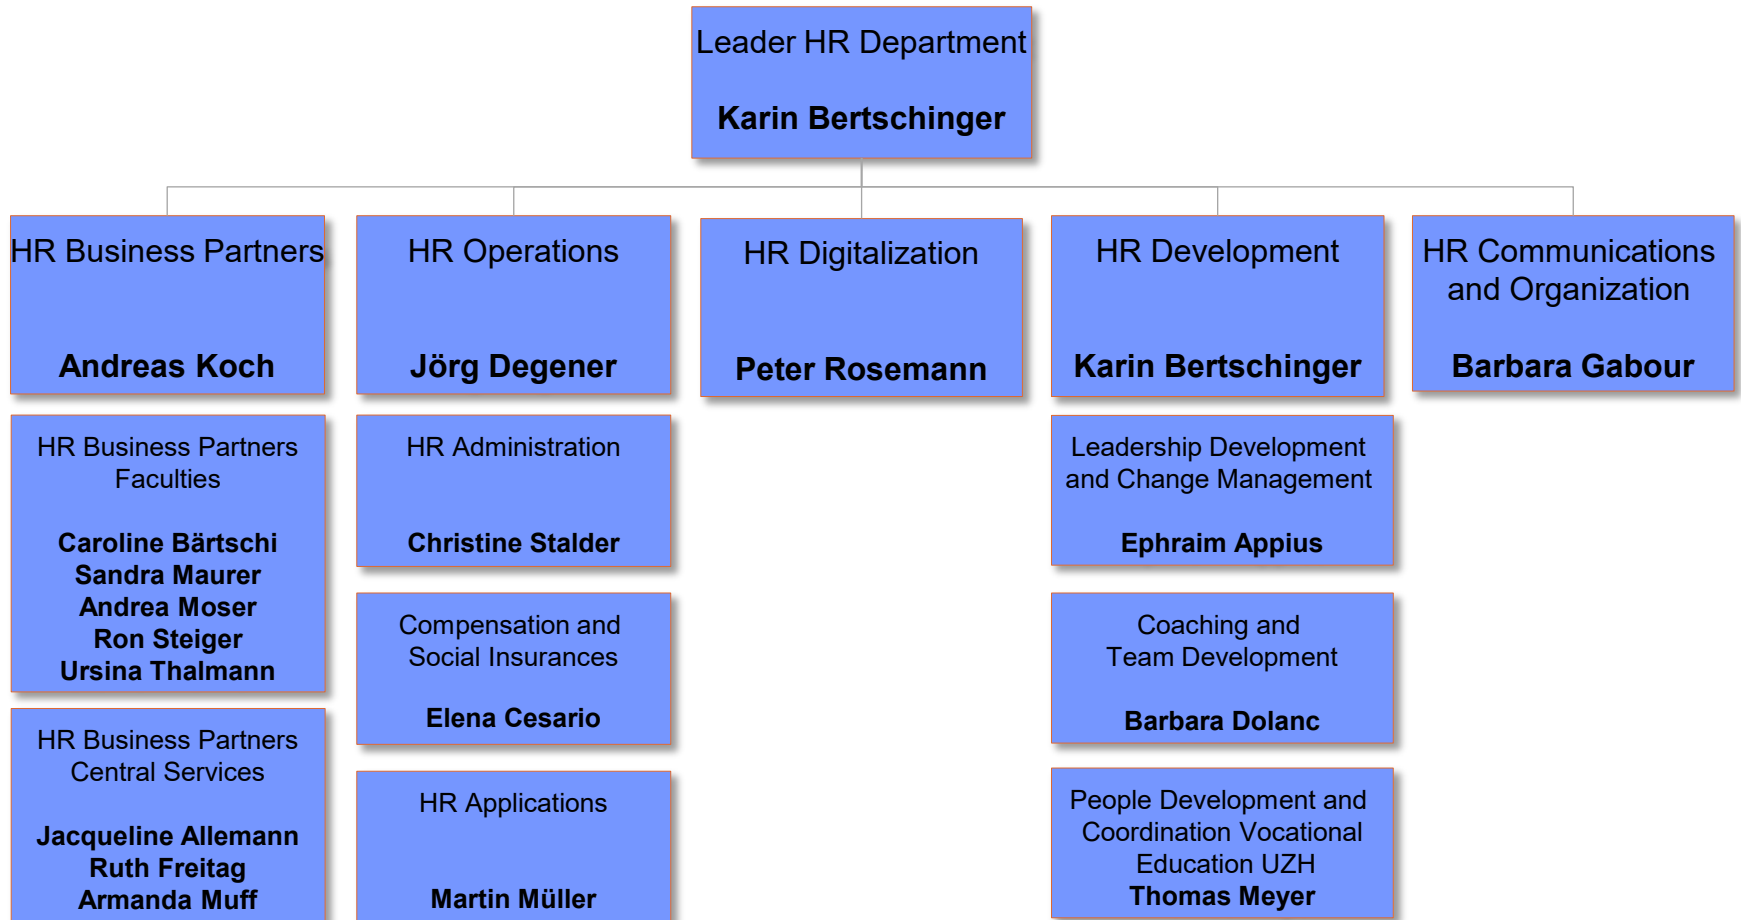 Leader HR Department
Karin Bertschinger
HR Business Partners
Andreas Koch
HR Operations
Jörg Degener
HR Digitalization
Peter Rosemann
HR Development
Karin Bertschinger
HR Communications
and Organization
Barbara Gabour
HR Business Partners
Faculties
Caroline Bärtschi
Sandra Maurer
Andrea Moser
Ron Steiger
Ursina Thalmann
HR Business Partners
Central Services
Jacqueline Allemann
Ruth Freitag
Armanda Muff
HR Administration
Christine Stalder
Compensation and
Social Insurances
Elena Cesario
HR Applications
Martin Müller
Leadership Development
and Change Management
Ephraim Appius
Coaching and
Team Development
Barbara Dolanc
People Development and
Coordination Vocational
Education UZH
Thomas Meyer